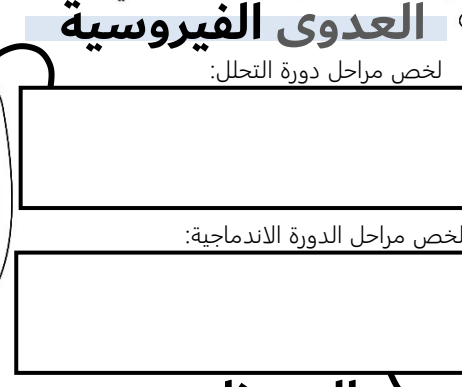 العدوى الفيروسية
لخص مراحل دورة التحلل:
لخص مراحل الدورة الاندماجية: